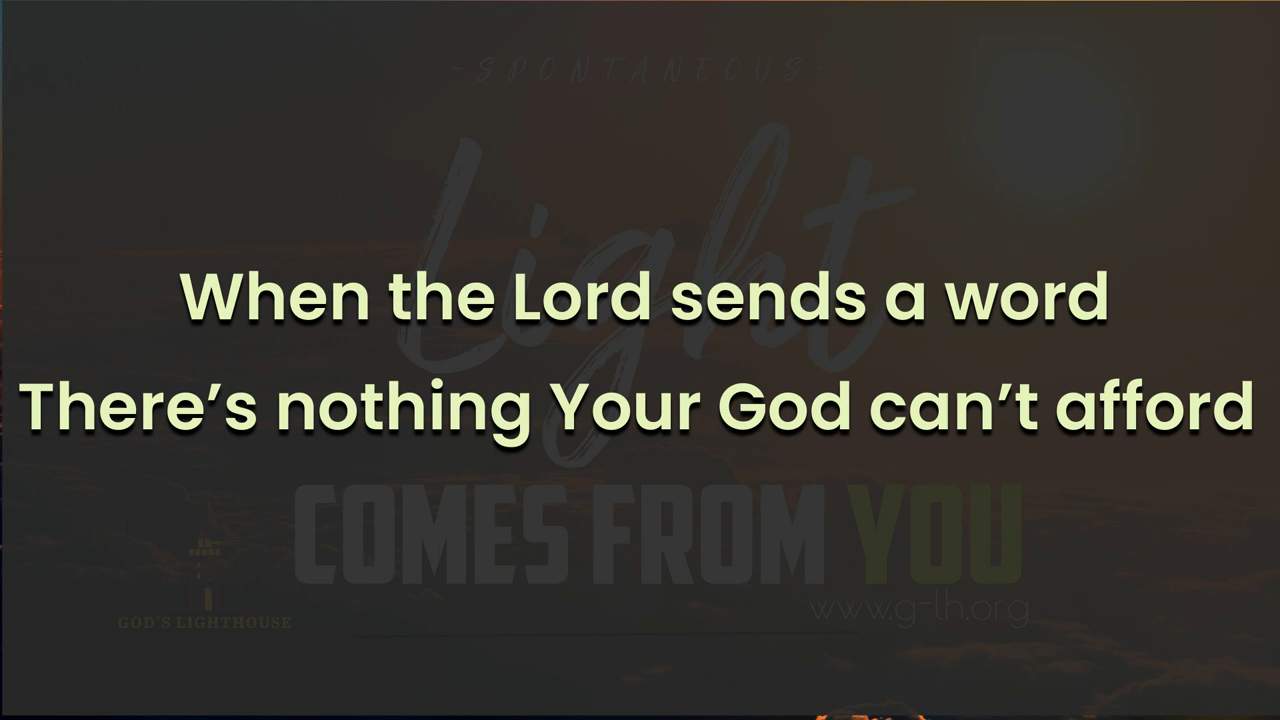 -SPONTANEOUS-
Light
When the Lord sends a word
There’s nothing Your God can’t afford
COMES FROM YOU
www.g-lh.org
GOD'S LIGHTHOUSE